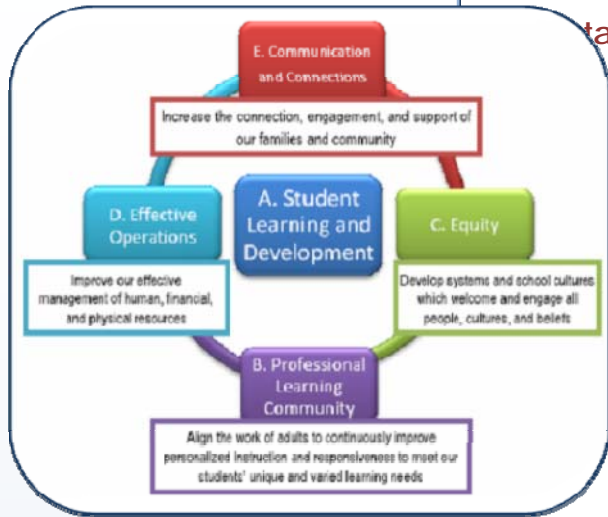 ta
E. Communication
and Connections
Increase the connection, engagement, and support of
our families and community
D. Effective
Operations
Improve our effective
management of human, financial,
and physical resources
A. Student
Learning and
Development
C. Equity
Develop systems and school cultures
which welcome and engage all
people, cultures, and beliefs
B. Professional
Learning
Community
Align the work of adults to continuously improve
personalized instruction and responsiveness to meet our
students' unique and varied learning needs